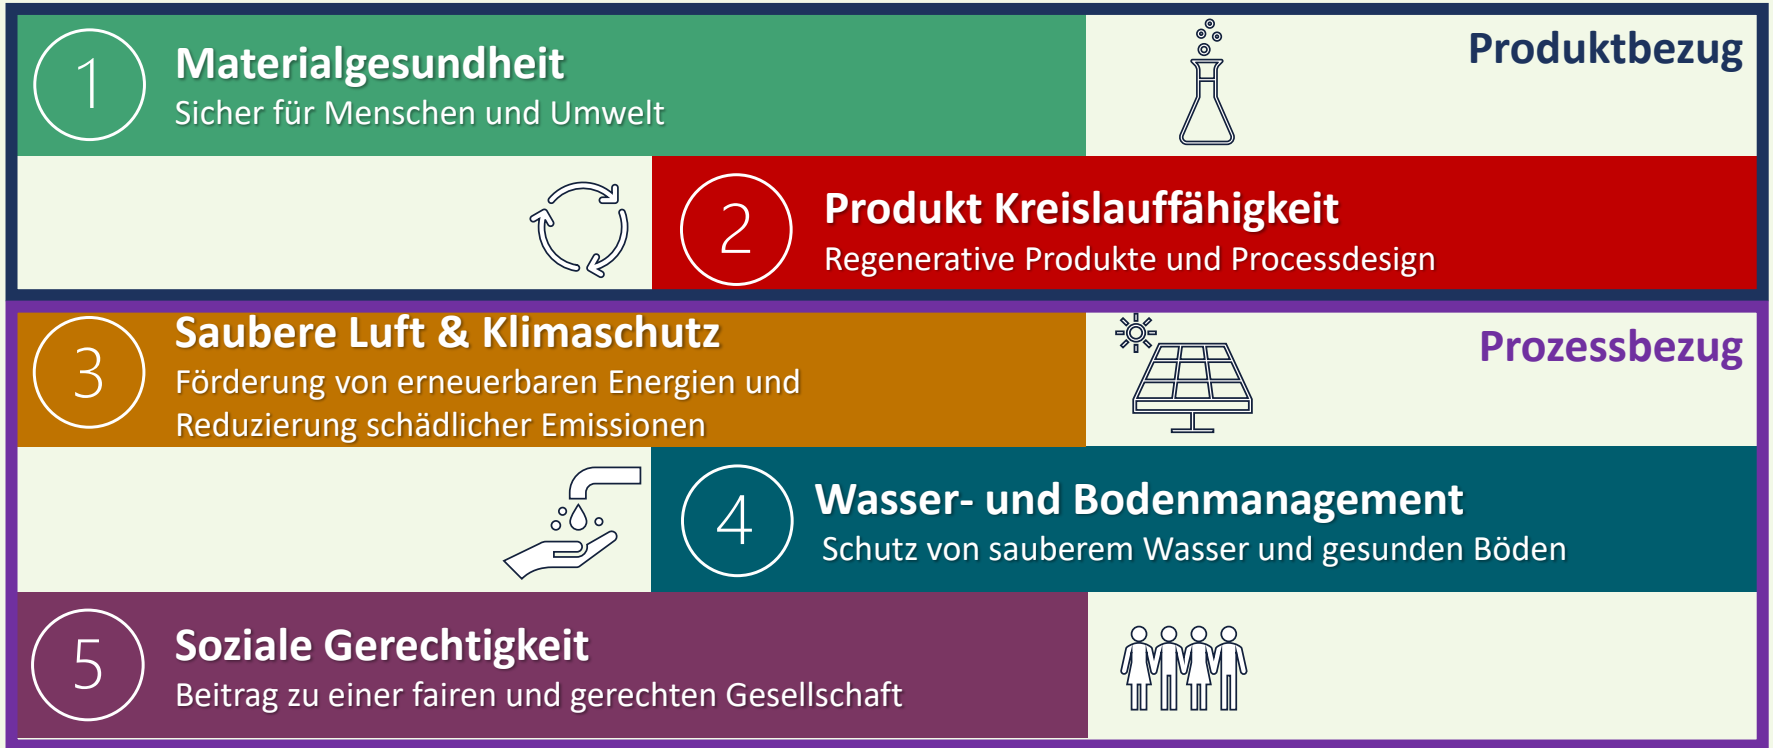 1
Materialgesundheit
Sicher für Menschen und Umwelt
Produktbezug
2
Produkt Kreislauffähigkeit
Regenerative Produkte und Processdesign
3
Saubere Luft & Klimaschutz
Förderung von erneuerbaren Energien und
Reduzierung schädlicher Emissionen
Prozessbezug
4
Wasser- und Bodenmanagement
Schutz von sauberem Wasser und gesunden Böden
5
Soziale Gerechtigkeit
Beitrag zu einer fairen und gerechten Gesellschaft